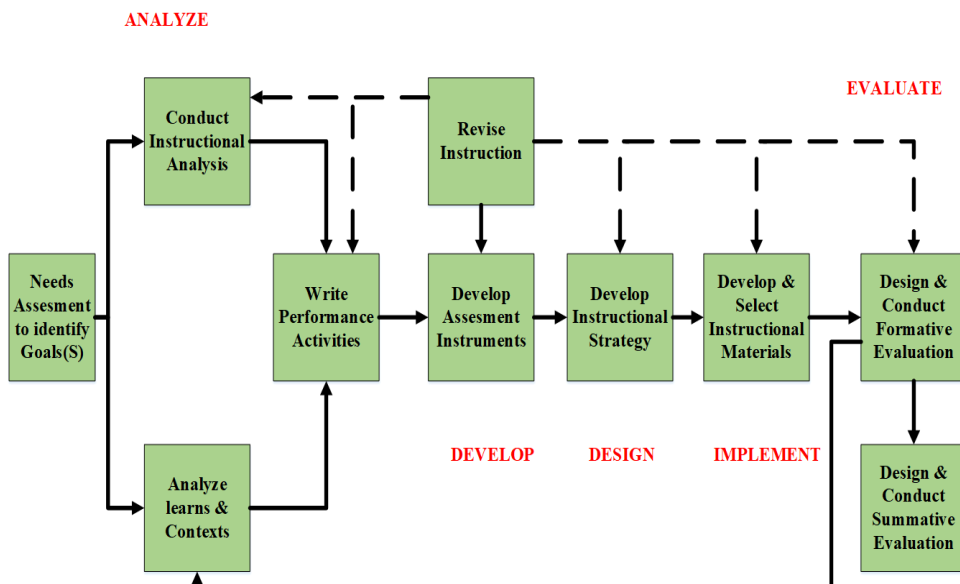 ANALYZE
EVALUATE
Conduct
Instructional
Analysis
Revise
Instruction
Needs
Assesment
to identify
Goals(S)
Write
Performance
Activities
Develop
Assesment
Instruments
Develop
Instructional
Strategy
Develop &
Select
Instructional
Materials
Design &
Conduct
Formative
Evaluation
DEVELOP
DESIGN
IMPLEMENT
Analyze
learns &
Contexts
Design &
Conduct
Summative
Evaluation